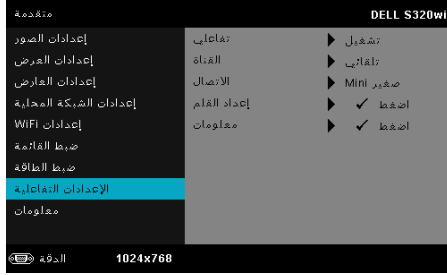 متقدمة
DELL S320wi
إعدادات الصور
إعدادات العرض
إعدادات العارض
إعدادات الشبكة المحلية
إعدادات WiFi
ضبط القائمة
ضبط الطاقة
الإعدادات التفاعلية
معلومات
تفاعلي تشغيل
القناة تلقائي
الاتصال صغير Mini
إعداد القلم اضغط
معلومات اضغط
الدقة 1024x768